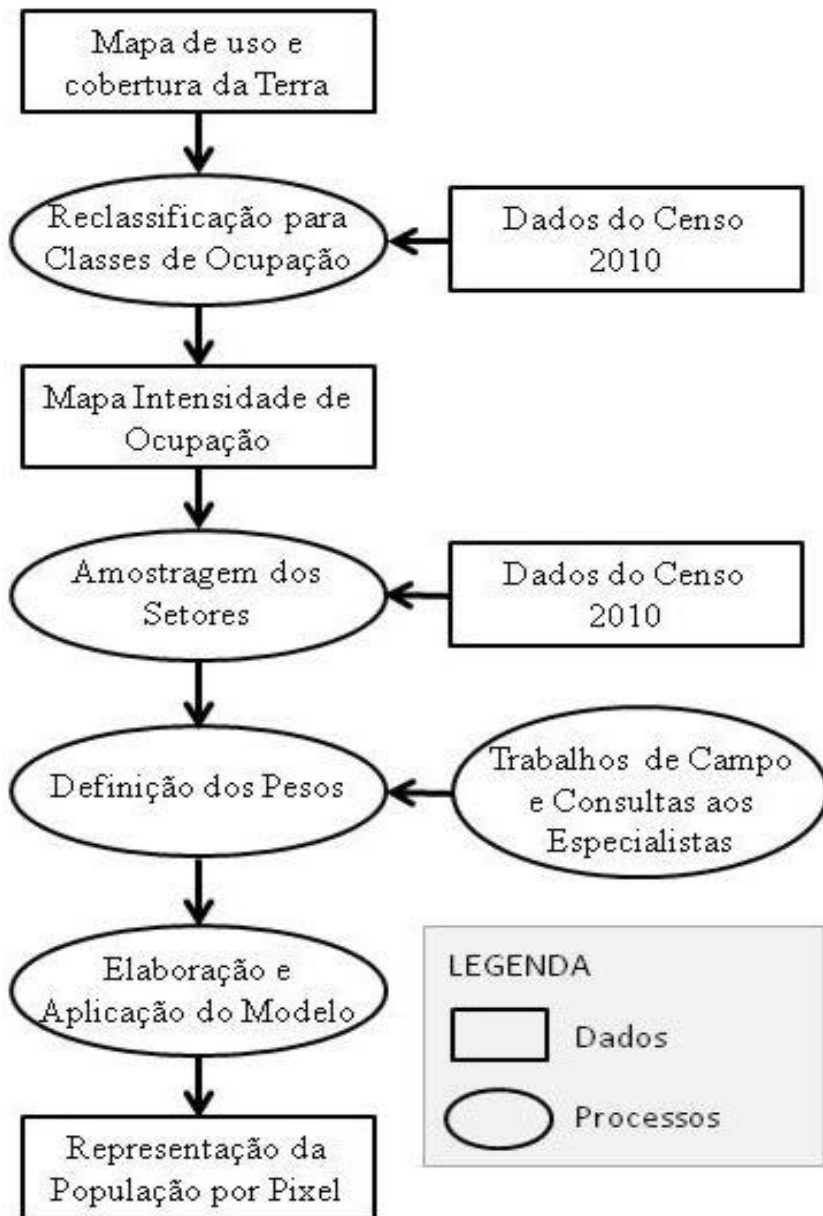 Mapa de uso e
cobertura da Terra
Reclassificação para
Classes de Ocupação
Dados do Censo
2010
Mapa Intensidade de
Ocupação
Amostragem dos
Setores
Dados do Censo
2010
Definição dos Pesos
Trabalhos de Campo
e Consultas aos
Especialistas
Elaboração e
Aplicação do Modelo
LEGENDA
Dados
Processos
Representação da
População por Pixel